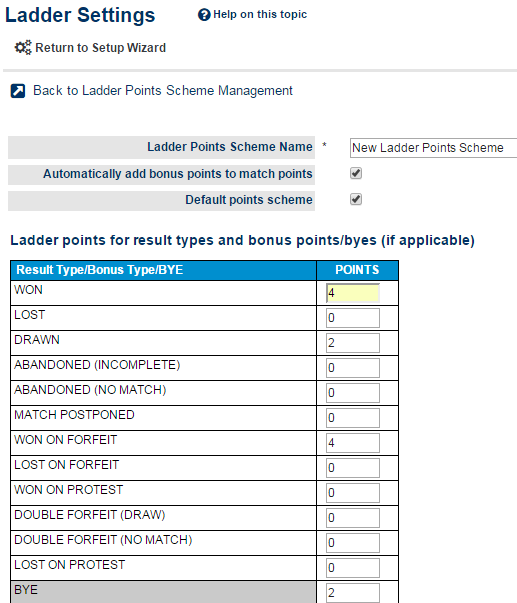 Ladder Settings Help on this topic
Return to Setup Wizard
Back to Ladder Points Scheme Management
Ladder Points Scheme Name * New Ladder Points Scheme
Automatically add bonus points to match points
Default points scheme
Ladder points for result types and bonus points/byes (if applicable)
Result Type/Bonus Type/BYE POINTS
WON 4
LOST 0
DRAWN 2
ABANDONED (INCOMPLETE) 0
ABANDONED (NO MATCH) 0
MATCH POSTPONED 0
WON ON FORFEIT 4
LOST ON FORFEIT 0
WON ON PROTEST 0
DOUBLE FORFEIT (DRAW) 0
DOUBLE FORFEIT (NO MATCH) 0
LOST ON PROTEST 0
BYE 2